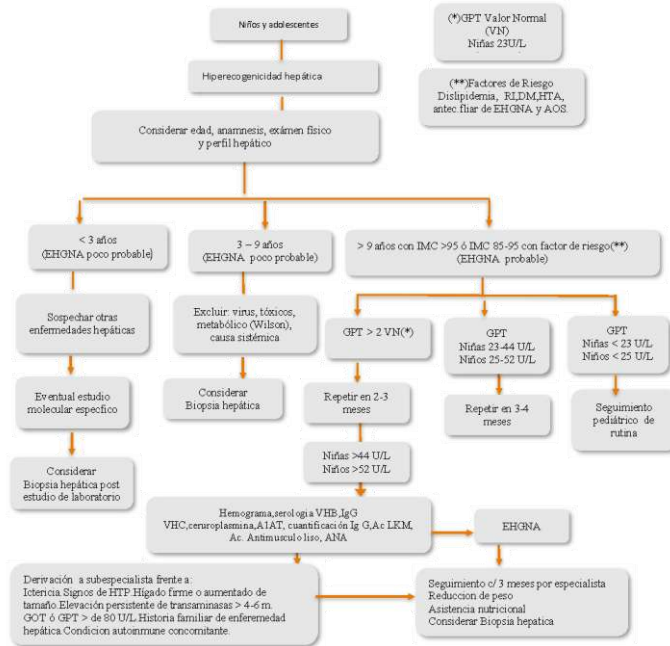 Niños y adolescentes
(*)GPT Valor Normal
(VN)
Niñas 23U/L
Hiperecogenicidad hepática
(**)Factores de Riesgo
Dislipidemia, RI,DM,HTA,
antec.fliar de EHGNA y AOS.
Considerar edad, anamnesis, exámen físico
y perfil hepático
< 3 años
(EHGNA poco probable)
3 – 9 años
(EHGNA poco probable)
> 9 años con IMC >95 ó IMC 85-95 con factor de riesgo(**)
(EHGNA probable)
Sospechar otras
enfermedades hepáticas
Excluir: virus, tóxicos,
metabólico (Wilson),
causa sistémica
GPT > 2 VN(*)
GPT
Niñas 23-44 U/L
Niños 25-52 U/L
GPT
Niñas < 23 U/L
Niños < 25 U/L
Eventual estudio
molecular especfico
Considerar
Biopsia hepática
Repetir en 2-3
meses
Repetir en 3-4
meses
Seguimiento
pediátrico de
rutina
Considerar
Biopsia hepática post
estudio de laboratorio
Niñas >44 U/L
Niños >52 U/L
Hemograma,serologia VHB,IgG
VHC,ceruroplasmina,A1AT, cuantificación Ig G,Ac LKM,
Ac. Antimusculo liso, ANA
EHGNA
Derivación a subespecialista frente a:
Ictericia.Signos de HTP.Hígado firme o aumentado de
tamaño.Elevación persistente de transaminasas > 4-6 m.
GOT ó GPT > de 80 U/L.Historia familiar de enferemedad
hepática.Condicion autoinmune concomitante.
Seguimiento c/ 3 meses por especialista
Reduccion de peso
Asistencia nutricional
Considerar Biopsia hepatica